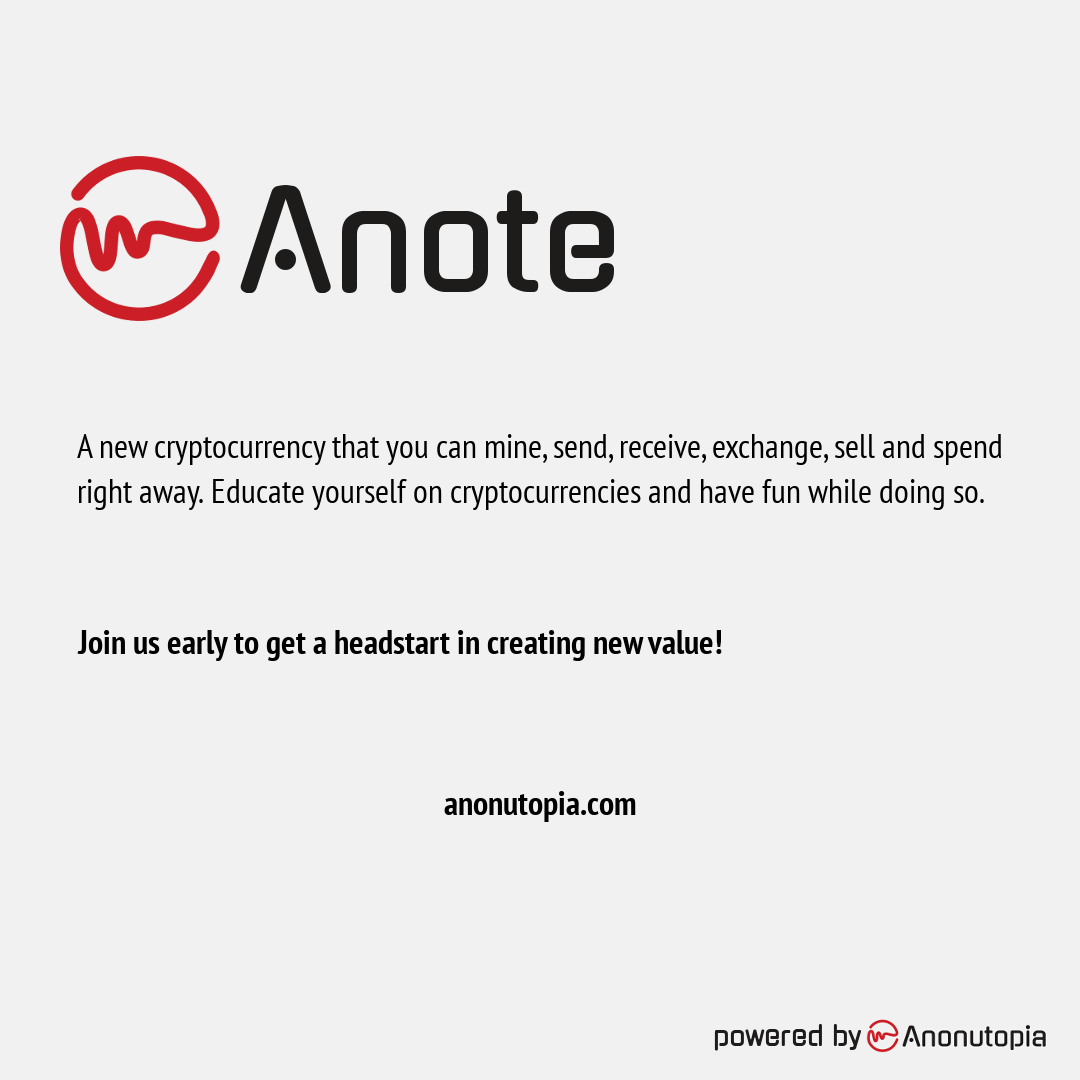 Anote
A new cryptocurrency that you can mine, send, receive, exchange, sell and spend
right away. Educate yourself on cryptocurrencies and have fun while doing so.
Join us early to get a headstart in creating new value!
anonutopia.com
powered by Anonutopia